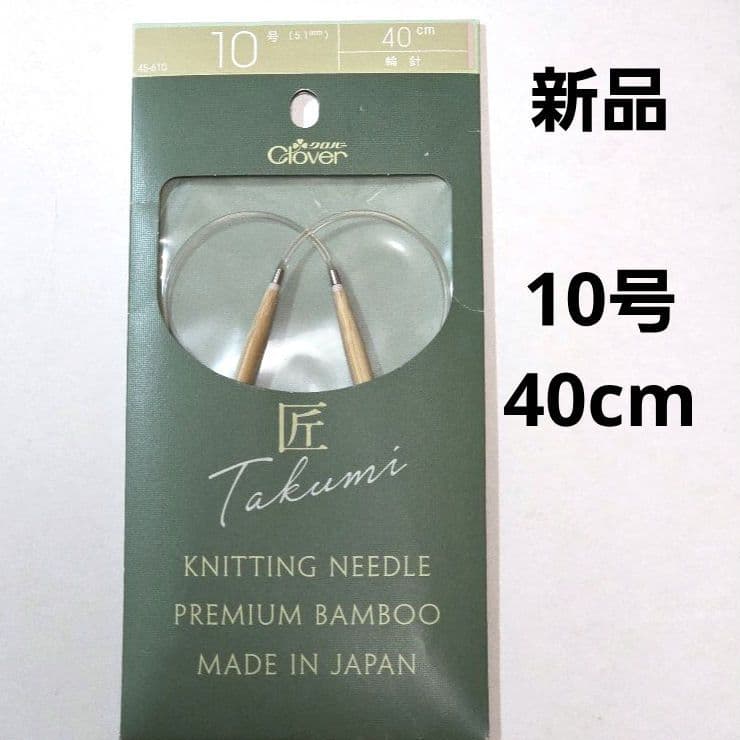 10号(5.1mm) 40cm
45-610 輪針
クロバー
Clover
匠
Takumi
KNITTING NEEDLE
PREMIUM BAMBOO
MADE IN JAPAN
新品
10号
40cm